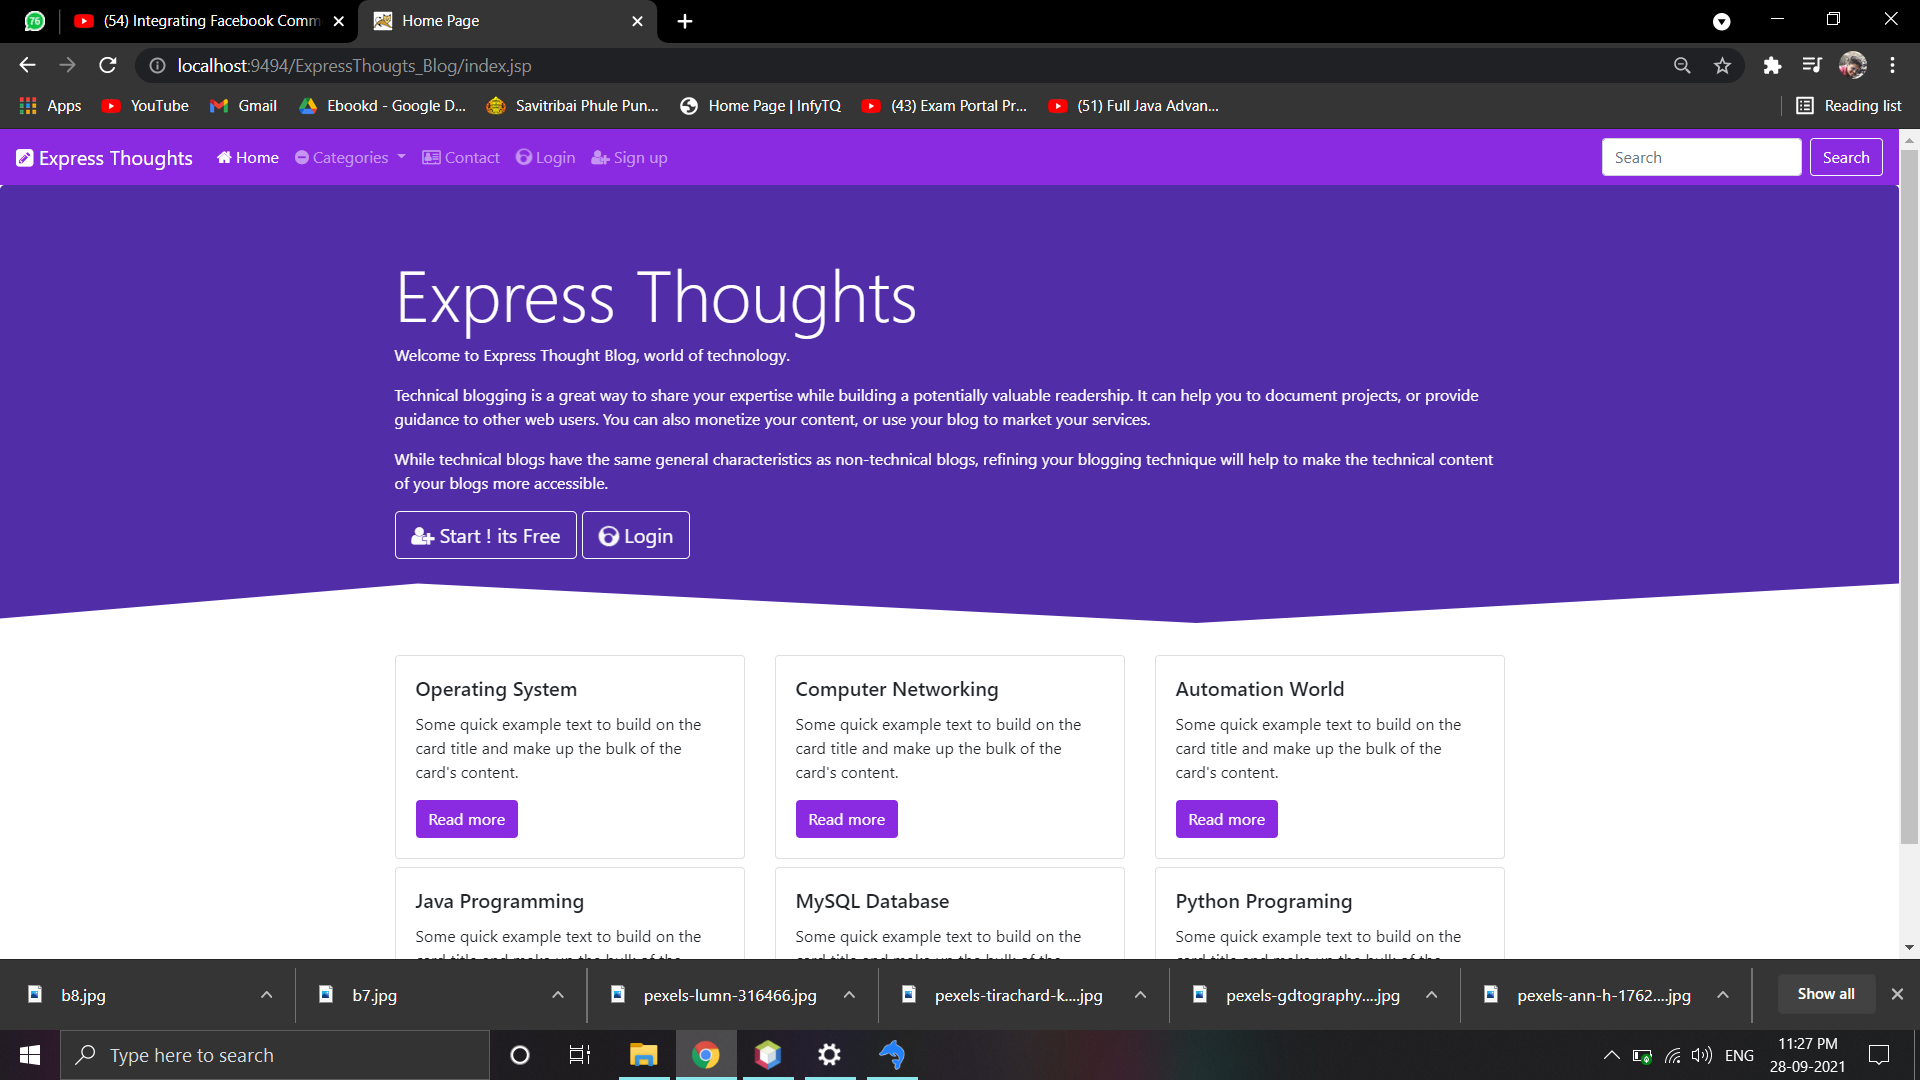 76
(54) Integrating Facebook Comm
Home Page
localhost:9494/ExpressThougts_Blog/index.jsp
Apps
YouTube
Gmail
Ebookd - Google D...
Savitribai Phule Pun...
Home Page | InfyTQ
(43) Exam Portal Pr...
(51) Full Java Advan...
Reading list
Express Thoughts
Home
Categories
Contact
Login
Sign up
Search
Search
Express Thoughts
Welcome to Express Thought Blog, world of technology.
Technical blogging is a great way to share your expertise while building a potentially valuable readership. It can help you to document projects, or provide
guidance to other web users. You can also monetize your content, or use your blog to market your services.
While technical blogs have the same general characteristics as non-technical blogs, refining your blogging technique will help to make the technical content
of your blogs more accessible.
Start ! its Free
Login
Operating System
Some quick example text to build on the
card title and make up the bulk of the
card's content.
Read more
Computer Networking
Some quick example text to build on the
card title and make up the bulk of the
card's content.
Read more
Automation World
Some quick example text to build on the
card title and make up the bulk of the
card's content.
Read more
Java Programming
Some quick example text to build on the
MySQL Database
Some quick example text to build on the
Python Programing
Some quick example text to build on the
b8.jpg
b7.jpg
pexels-lumn-316466.jpg
pexels-tirachard-k....jpg
pexels-gdtography....jpg
pexels-ann-h-1762....jpg
Show all
Type here to search
ENG
11:27 PM
28-09-2021